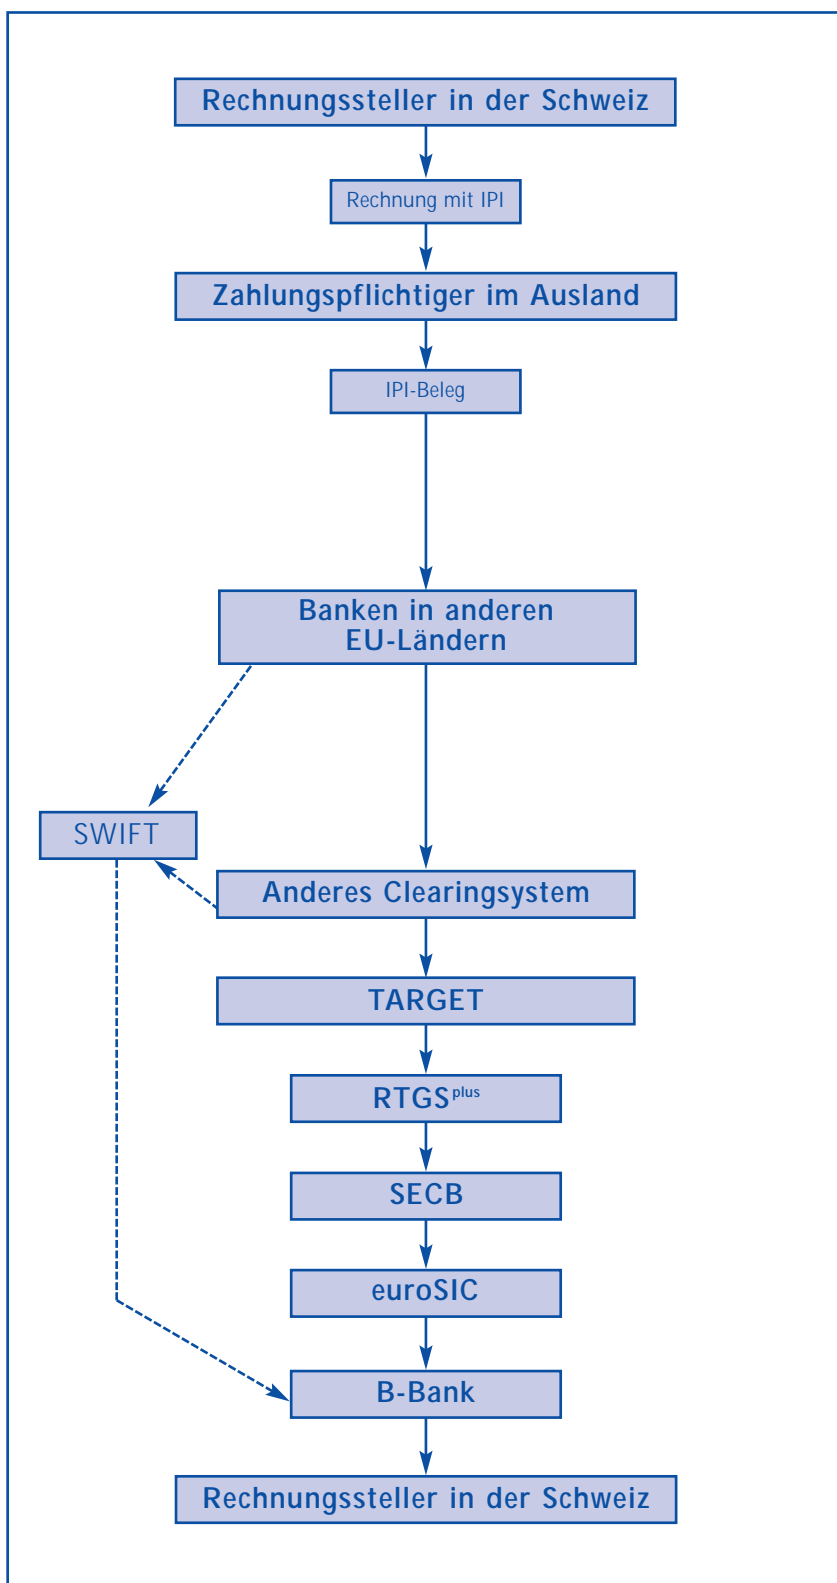 Rechnungssteller in der Schweiz
Rechnung mit IPI
Zahlungspflichtiger im Ausland
IPI-Beleg
Banken in anderen
EU-Ländern
SWIFT
Anderes Clearingsystem
TARGET
RTGSplus
SECB
euroSIC
B-Bank
Rechnungssteller in der Schweiz